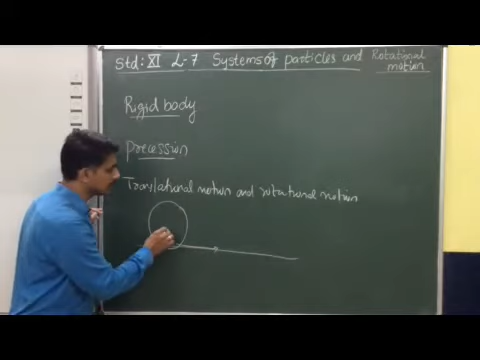 Std: XI L-7 Systems of particles and Rotational
motion
Rigid body
Precession
Translational motion and rotational motion